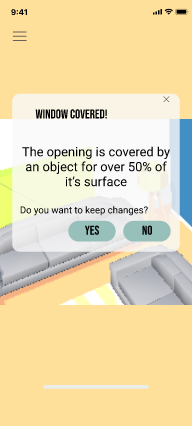 9:41
WINDOW COVERED!
The opening is covered by
an object for over 50% of
it's surface
Do you want to keep changes?
YES NO